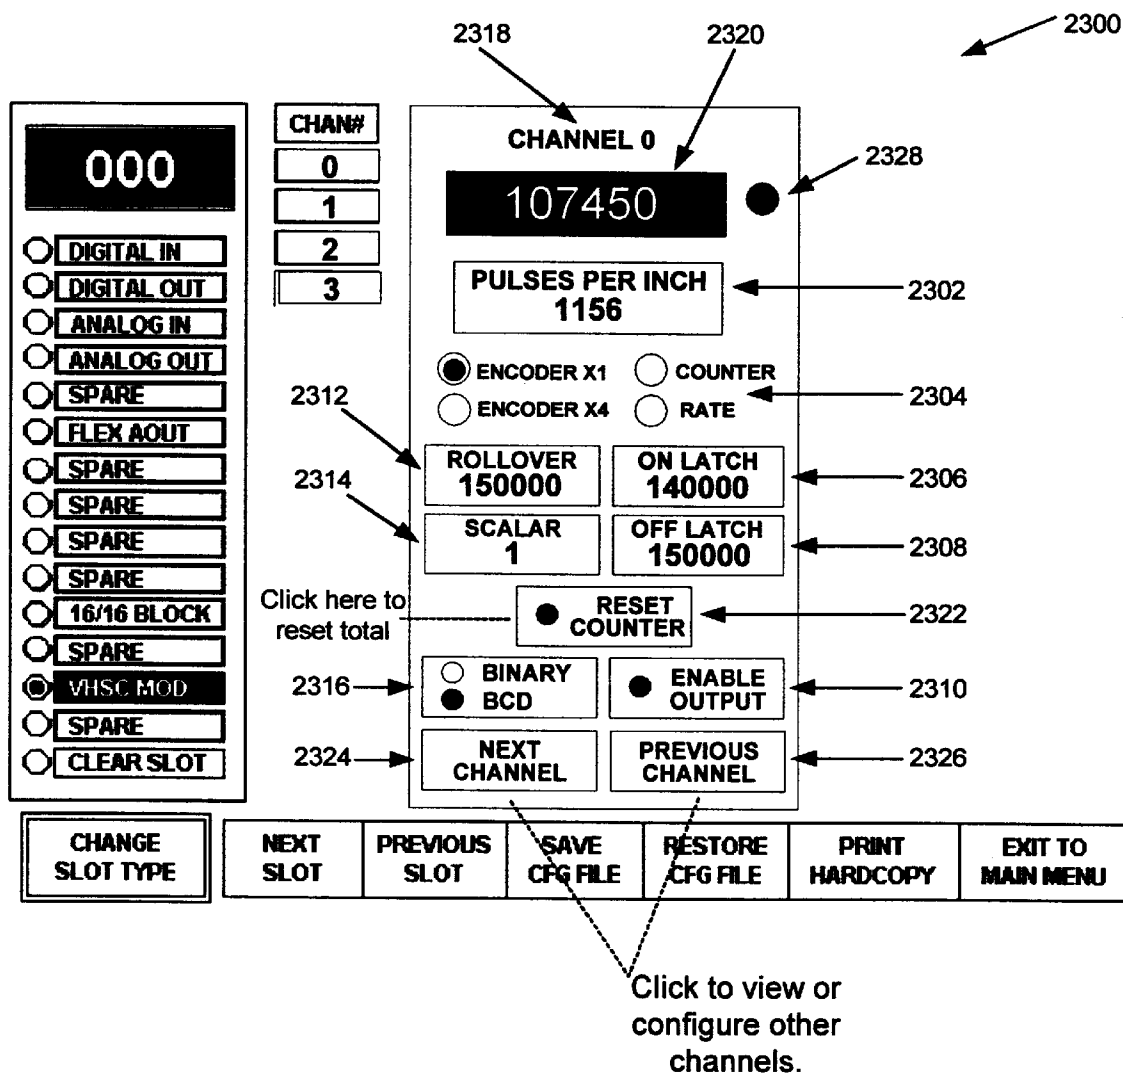 2300
2318
2320
CHANNEL 0
107450
2328
PULSES PER INCH
1156
2302
ENCODER X1
COUNTER
ENCODER X4
RATE
2304
2312
ROLLOVER
150000
ON LATCH
140000
2306
2314
SCALAR
1
OFF LATCH
150000
2308
Click here to
reset total
RESET
COUNTER
2322
2316
BINARY
BCD
ENABLE
OUTPUT
2310
2324
NEXT
CHANNEL
PREVIOUS
CHANNEL
2326
000
DIGITAL IN
DIGITAL OUT
ANALOG IN
ANALOG OUT
SPARE
FLEX AOUT
SPARE
SPARE
SPARE
SPARE
16/16 BLOCK
SPARE
VHSC MOD
SPARE
CLEAR SLOT
CHAN#
0
1
2
3
CHANGE
SLOT TYPE
NEXT
SLOT
PREVIOUS
SLOT
SAVE
CFG FILE
RESTORE
CFG FILE
PRINT
HARDCOPY
EXIT TO
MAIN MENU
Click to view or
configure other
channels.